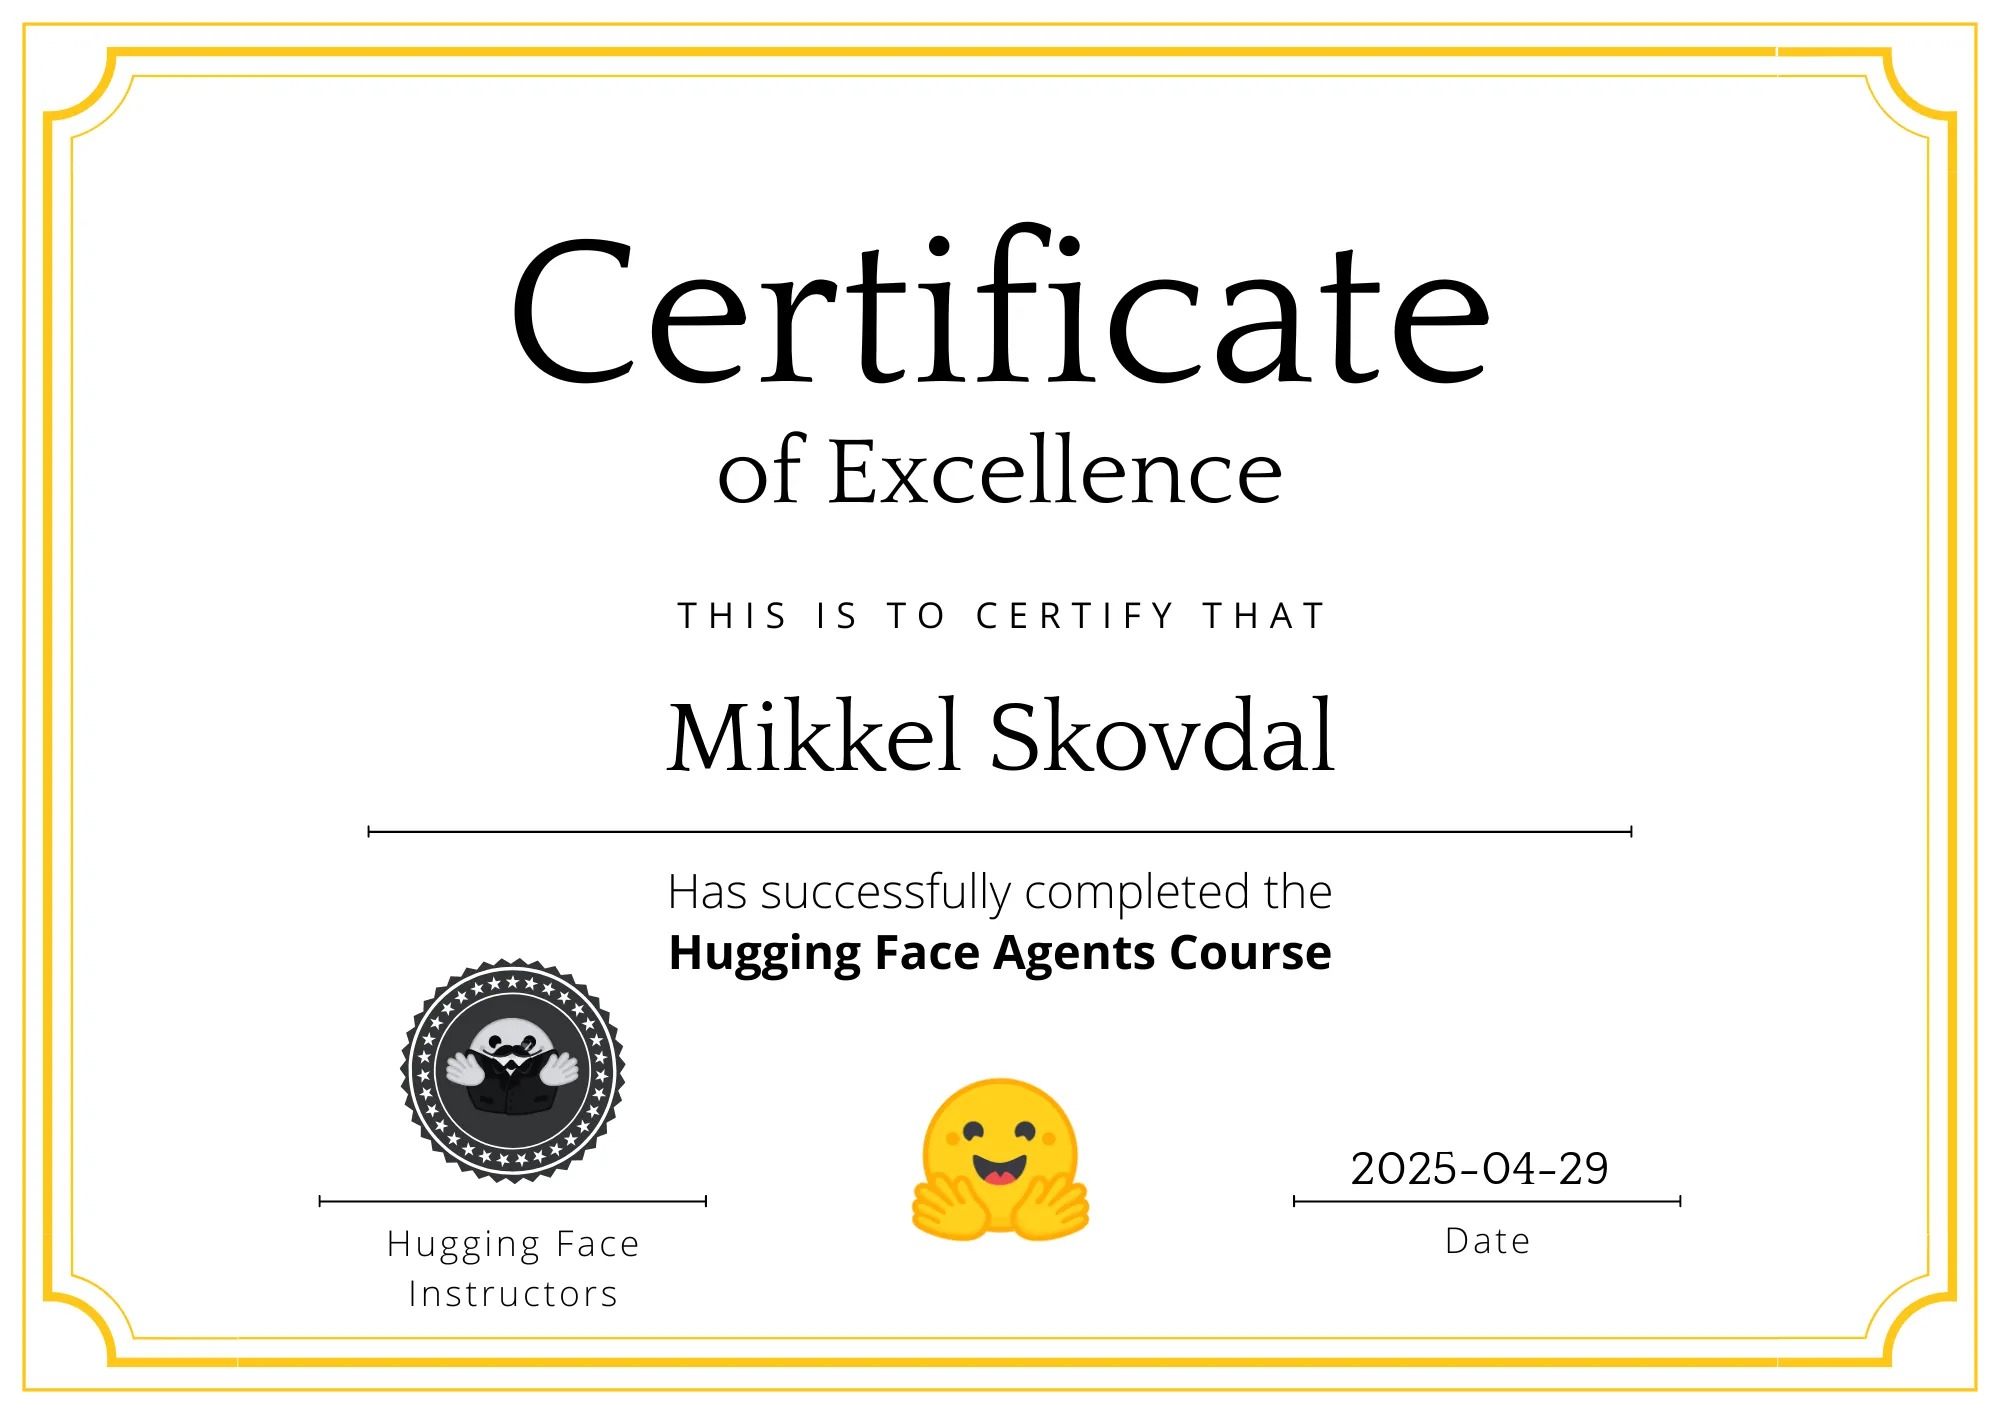 Certificate
of Excellence
THIS IS TO CERTIFY THAT
Mikkel Skovdal
Has successfully completed the
Hugging Face Agents Course
Hugging Face
Instructors
2025-04-29
Date